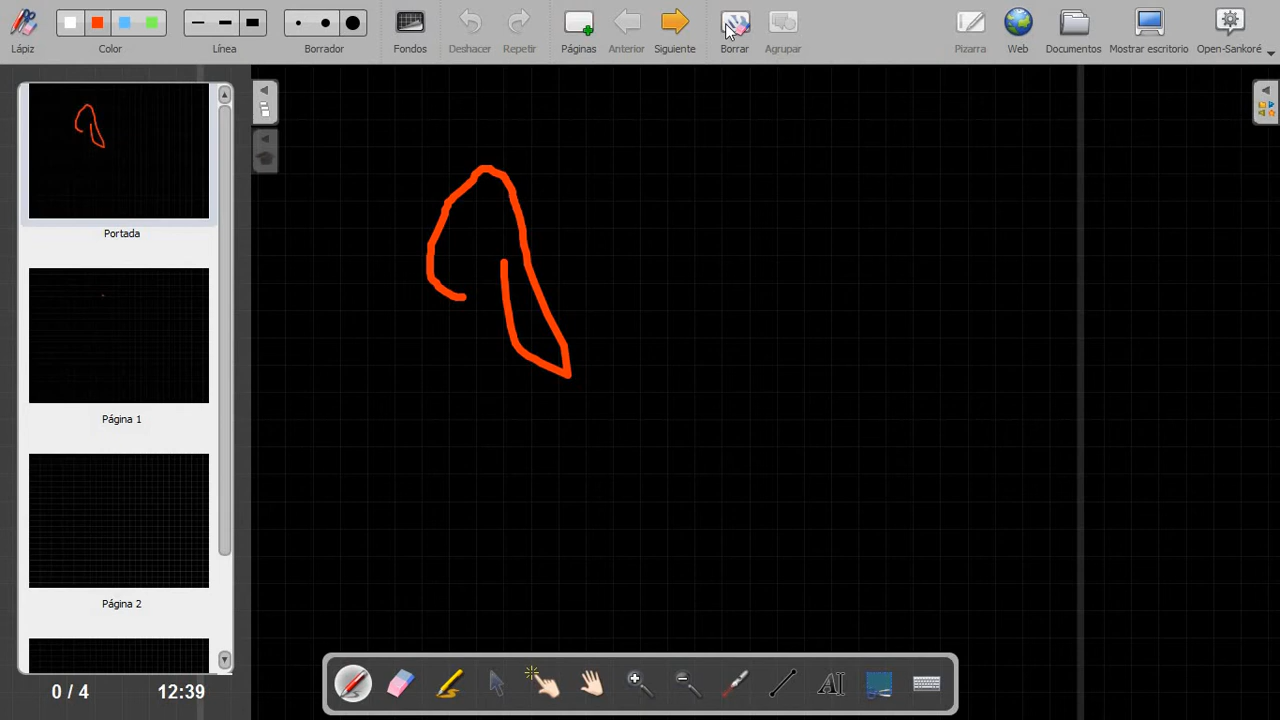 Lápiz
Color
Línea
Borrador
Fondos
Deshacer
Repetir
Páginas
Anterior
Siguiente
Borrar
Agrupar
Pizarra
Web
Documentos
Mostrar escritorio
Open-Sankoré
Portada
Página 1
Página 2
0 / 4
12:39
AI